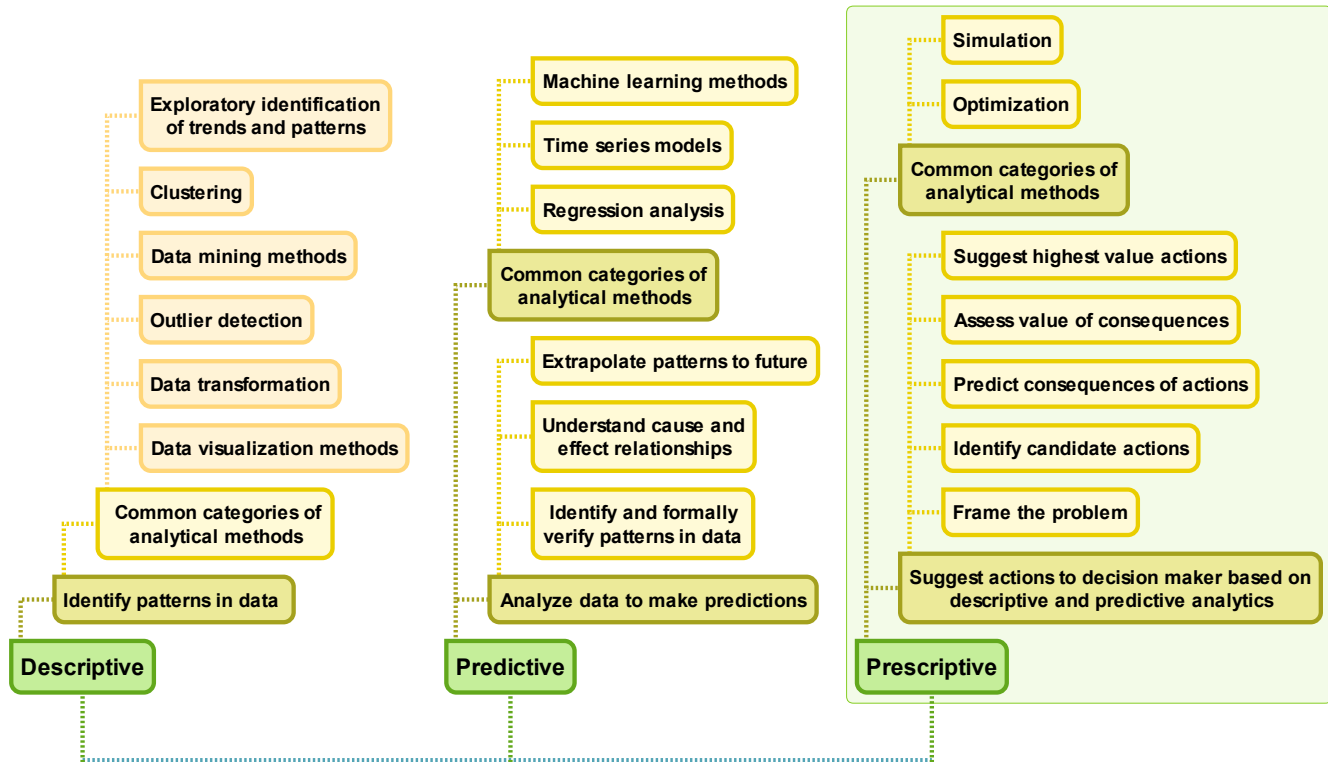 Exploratory identification
of trends and patterns
Clustering
Data mining methods
Outlier detection
Data transformation
Data visualization methods
Common categories of
analytical methods
Identify patterns in data
Descriptive
Machine learning methods
Time series models
Regression analysis
Common categories of
analytical methods
Extrapolate patterns to future
Understand cause and
effect relationships
Identify and formally
verify patterns in data
Analyze data to make predictions
Predictive
Simulation
Optimization
Common categories of
analytical methods
Suggest highest value actions
Assess value of consequences
Predict consequences of actions
Identify candidate actions
Frame the problem
Suggest actions to decision maker based on
descriptive and predictive analytics
Prescriptive